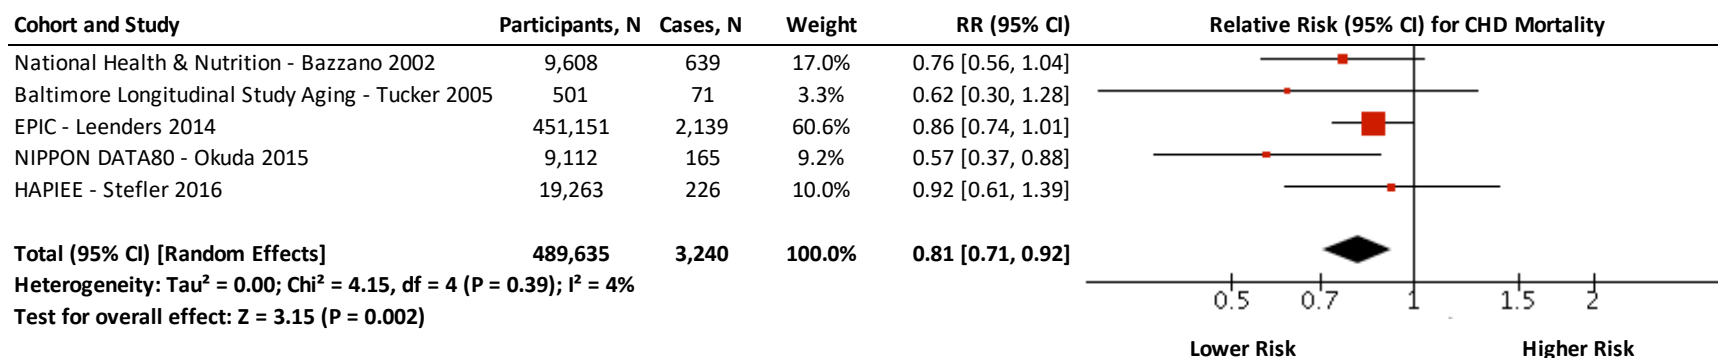 Cohort and Study Participants, N Cases, N Weight RR (95% CI) Relative Risk (95% CI) for CHD Mortality
National Health & Nutrition - Bazzano 2002 9,608 639 17.0% 0.76 [0.56, 1.04]
Baltimore Longitudinal Study Aging - Tucker 2005 501 71 3.3% 0.62 [0.30, 1.28]
EPIC - Leenders 2014 451,151 2,139 60.6% 0.86 [0.74, 1.01]
NIPPON DATA80 - Okuda 2015 9,112 165 9.2% 0.57 [0.37, 0.88]
HAPIEE - Stefler 2016 19,263 226 10.0% 0.92 [0.61, 1.39]
Total (95% CI) [Random Effects] 489,635 3,240 100.0% 0.81 [0.71, 0.92]
Heterogeneity: Tau² = 0.00; Chi² = 4.15, df = 4 (P = 0.39); I² = 4%
0.5 0.7 1 1.5 2
Test for overall effect: Z = 3.15 (P = 0.002)
Lower Risk Higher Risk